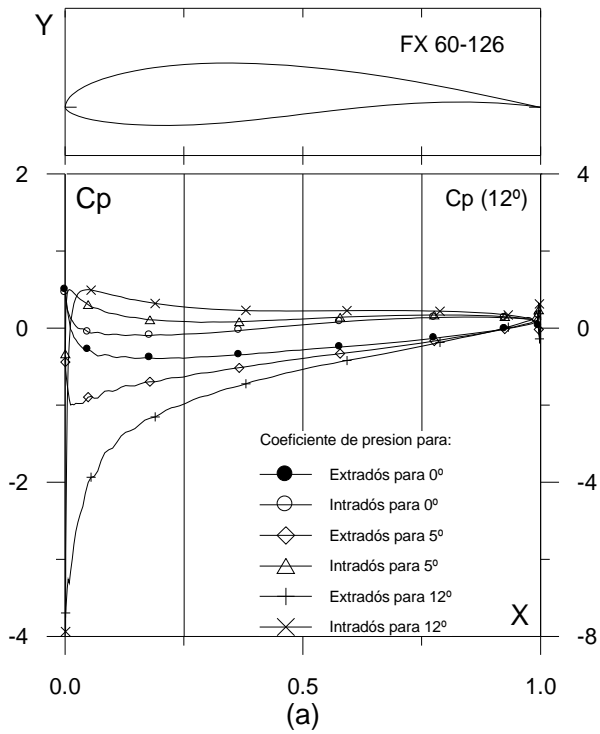 Y
FX 60-126
2
4
Cp
Cp (12º)
0
0
Coeficiente de presion para:
Extradós para 0º
Intradós para 0º
-2
-4
Extradós para 5º
Intradós para 5º
Extradós para 12º
Intradós para 12º
X
-4
-8
0.0
0.5
1.0
(a)